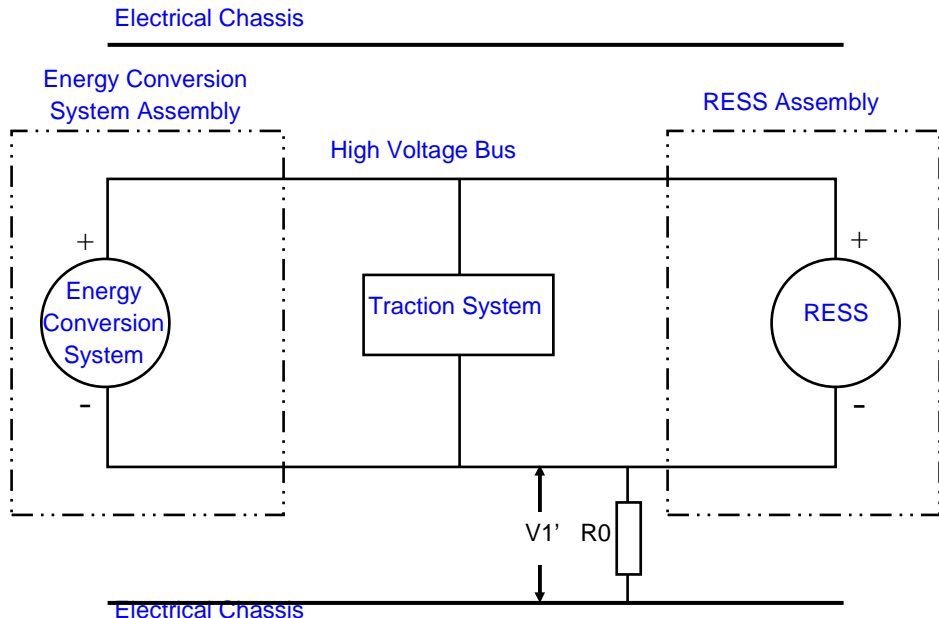 Electrical Chassis
Energy Conversion
System Assembly
RESS Assembly
High Voltage Bus
+
+
Energy
Conversion
System
Traction System
RESS
-
-
V1’
R0
Electrical Chassis